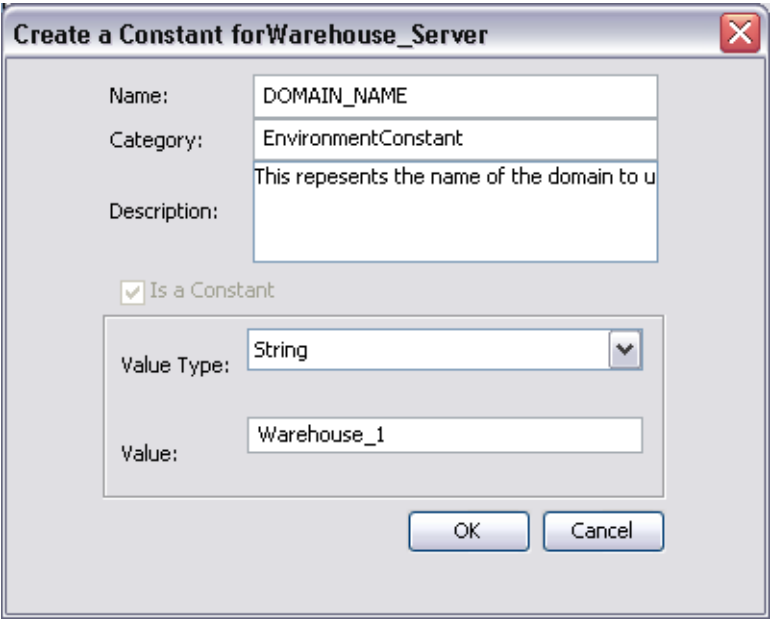 Create a Constant forWarehouse_Server
Name: DOMAIN_NAME
Category: EnvironmentConstant
Description: This repesents the name of the domain to u
Is a Constant
Value Type: String
Value: Warehouse_1
OK Cancel